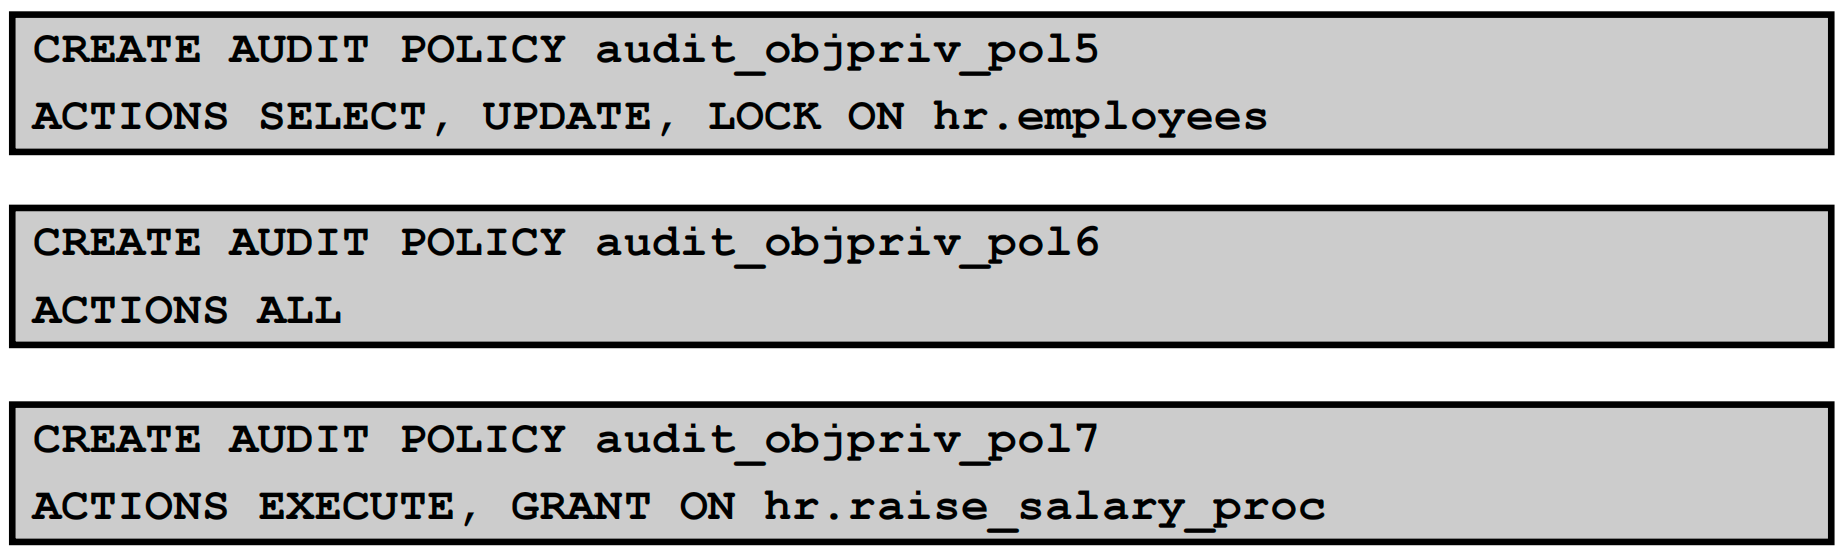 CREATE AUDIT POLICY audit_objpriv_pol5
ACTIONS SELECT, UPDATE, LOCK ON hr.employees
CREATE AUDIT POLICY audit_objpriv_pol6
ACTIONS ALL
CREATE AUDIT POLICY audit_objpriv_pol7
ACTIONS EXECUTE, GRANT ON hr.raise_salary_proc